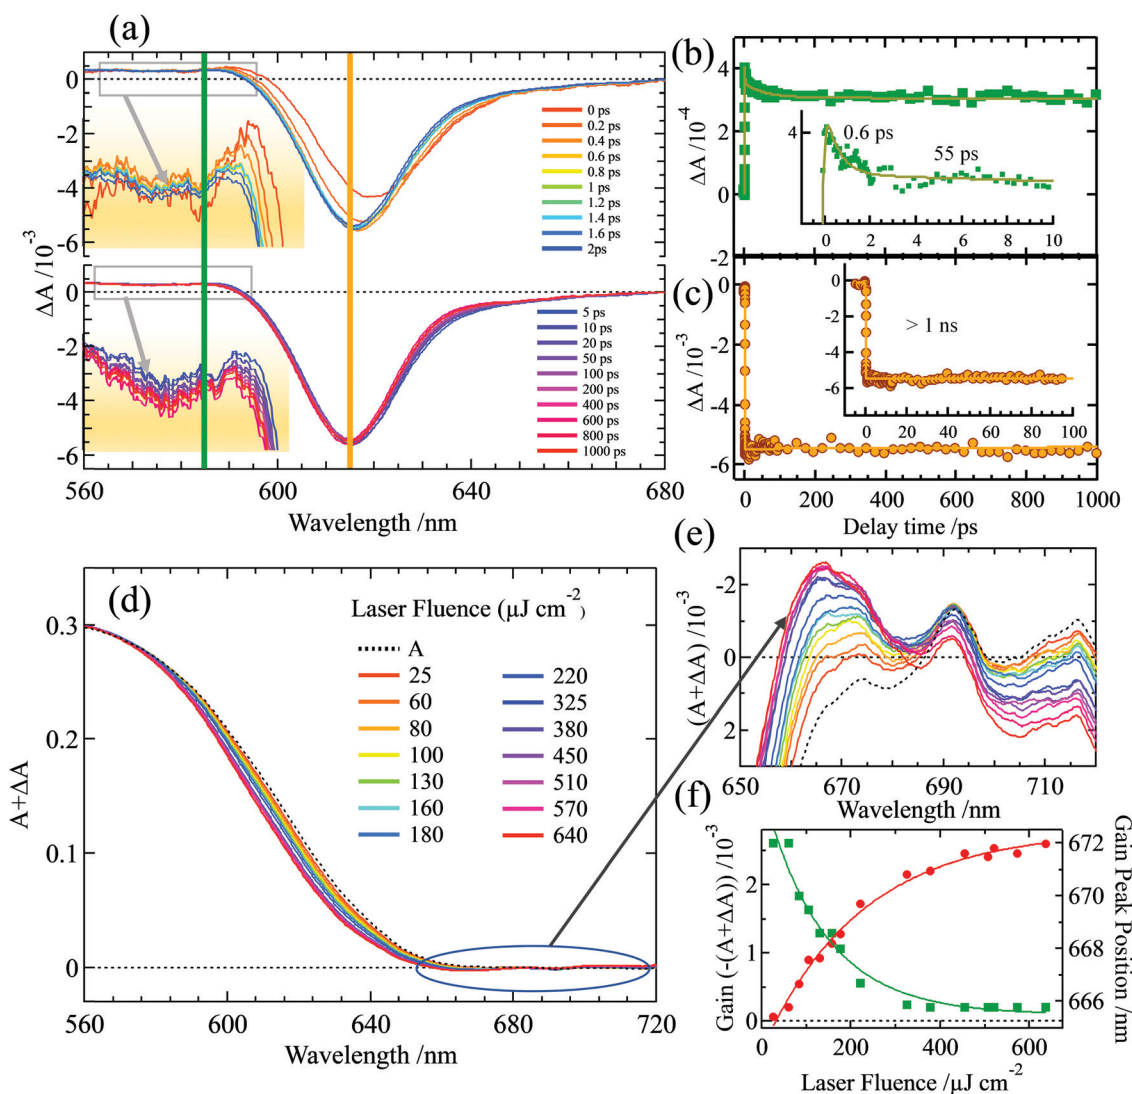 (a)
0
-2
-4
-6
0
-2
-4
-6
ΔA /10⁻³
0 ps
0.2 ps
0.4 ps
0.6 ps
0.8 ps
1 ps
1.2 ps
1.4 ps
1.6 ps
2ps
5 ps
10 ps
20 ps
50 ps
100 ps
200 ps
400 ps
600 ps
800 ps
1000 ps
560 600 640 680
Wavelength /nm
(b)
4
2
0
-2
ΔA /10⁻⁴
4
0.6 ps
55 ps
0 2 4 6 8 10
(c)
0
-2
-4
-6
ΔA /10⁻³
0
-2
-4
-6
> 1 ns
0 20 40 60 80 100
0 200 400 600 800 1000
Delay time /ps
(d)
0.3
0.2
0.1
0
A+ΔA
Laser Fluence (μJ cm⁻²)
A
25
60
80
100
130
160
180
220
325
380
450
510
570
640
560 600 640 680 720
Wavelength /nm
(e)
-2
0
2
(A+ΔA)) /10⁻³
650 670 690 710
Wavelength /nm
(f)
2
1
0
Gain (-(A+ΔA)) /10⁻³
672
670
668
666
Gain Peak Position /nm
0 200 400 600
Laser Fluence /μJ cm⁻²